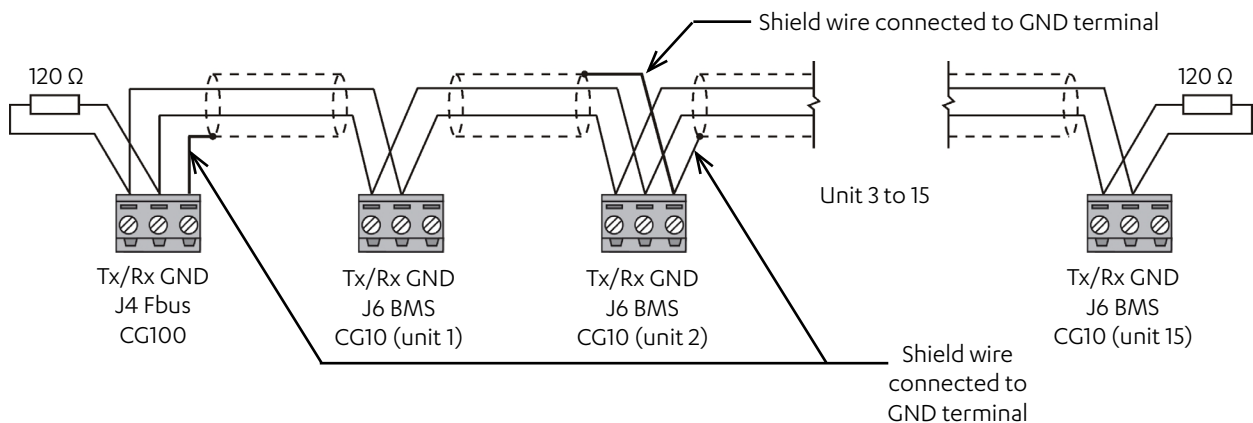 Shield wire connected to GND terminal
120 Ω
120 Ω
Unit 3 to 15
Tx/Rx GND
J4 Fbus
CG100
Tx/Rx GND
J6 BMS
CG10 (unit 1)
Tx/Rx GND
J6 BMS
CG10 (unit 2)
Tx/Rx GND
J6 BMS
CG10 (unit 15)
Shield wire
connected to
GND terminal